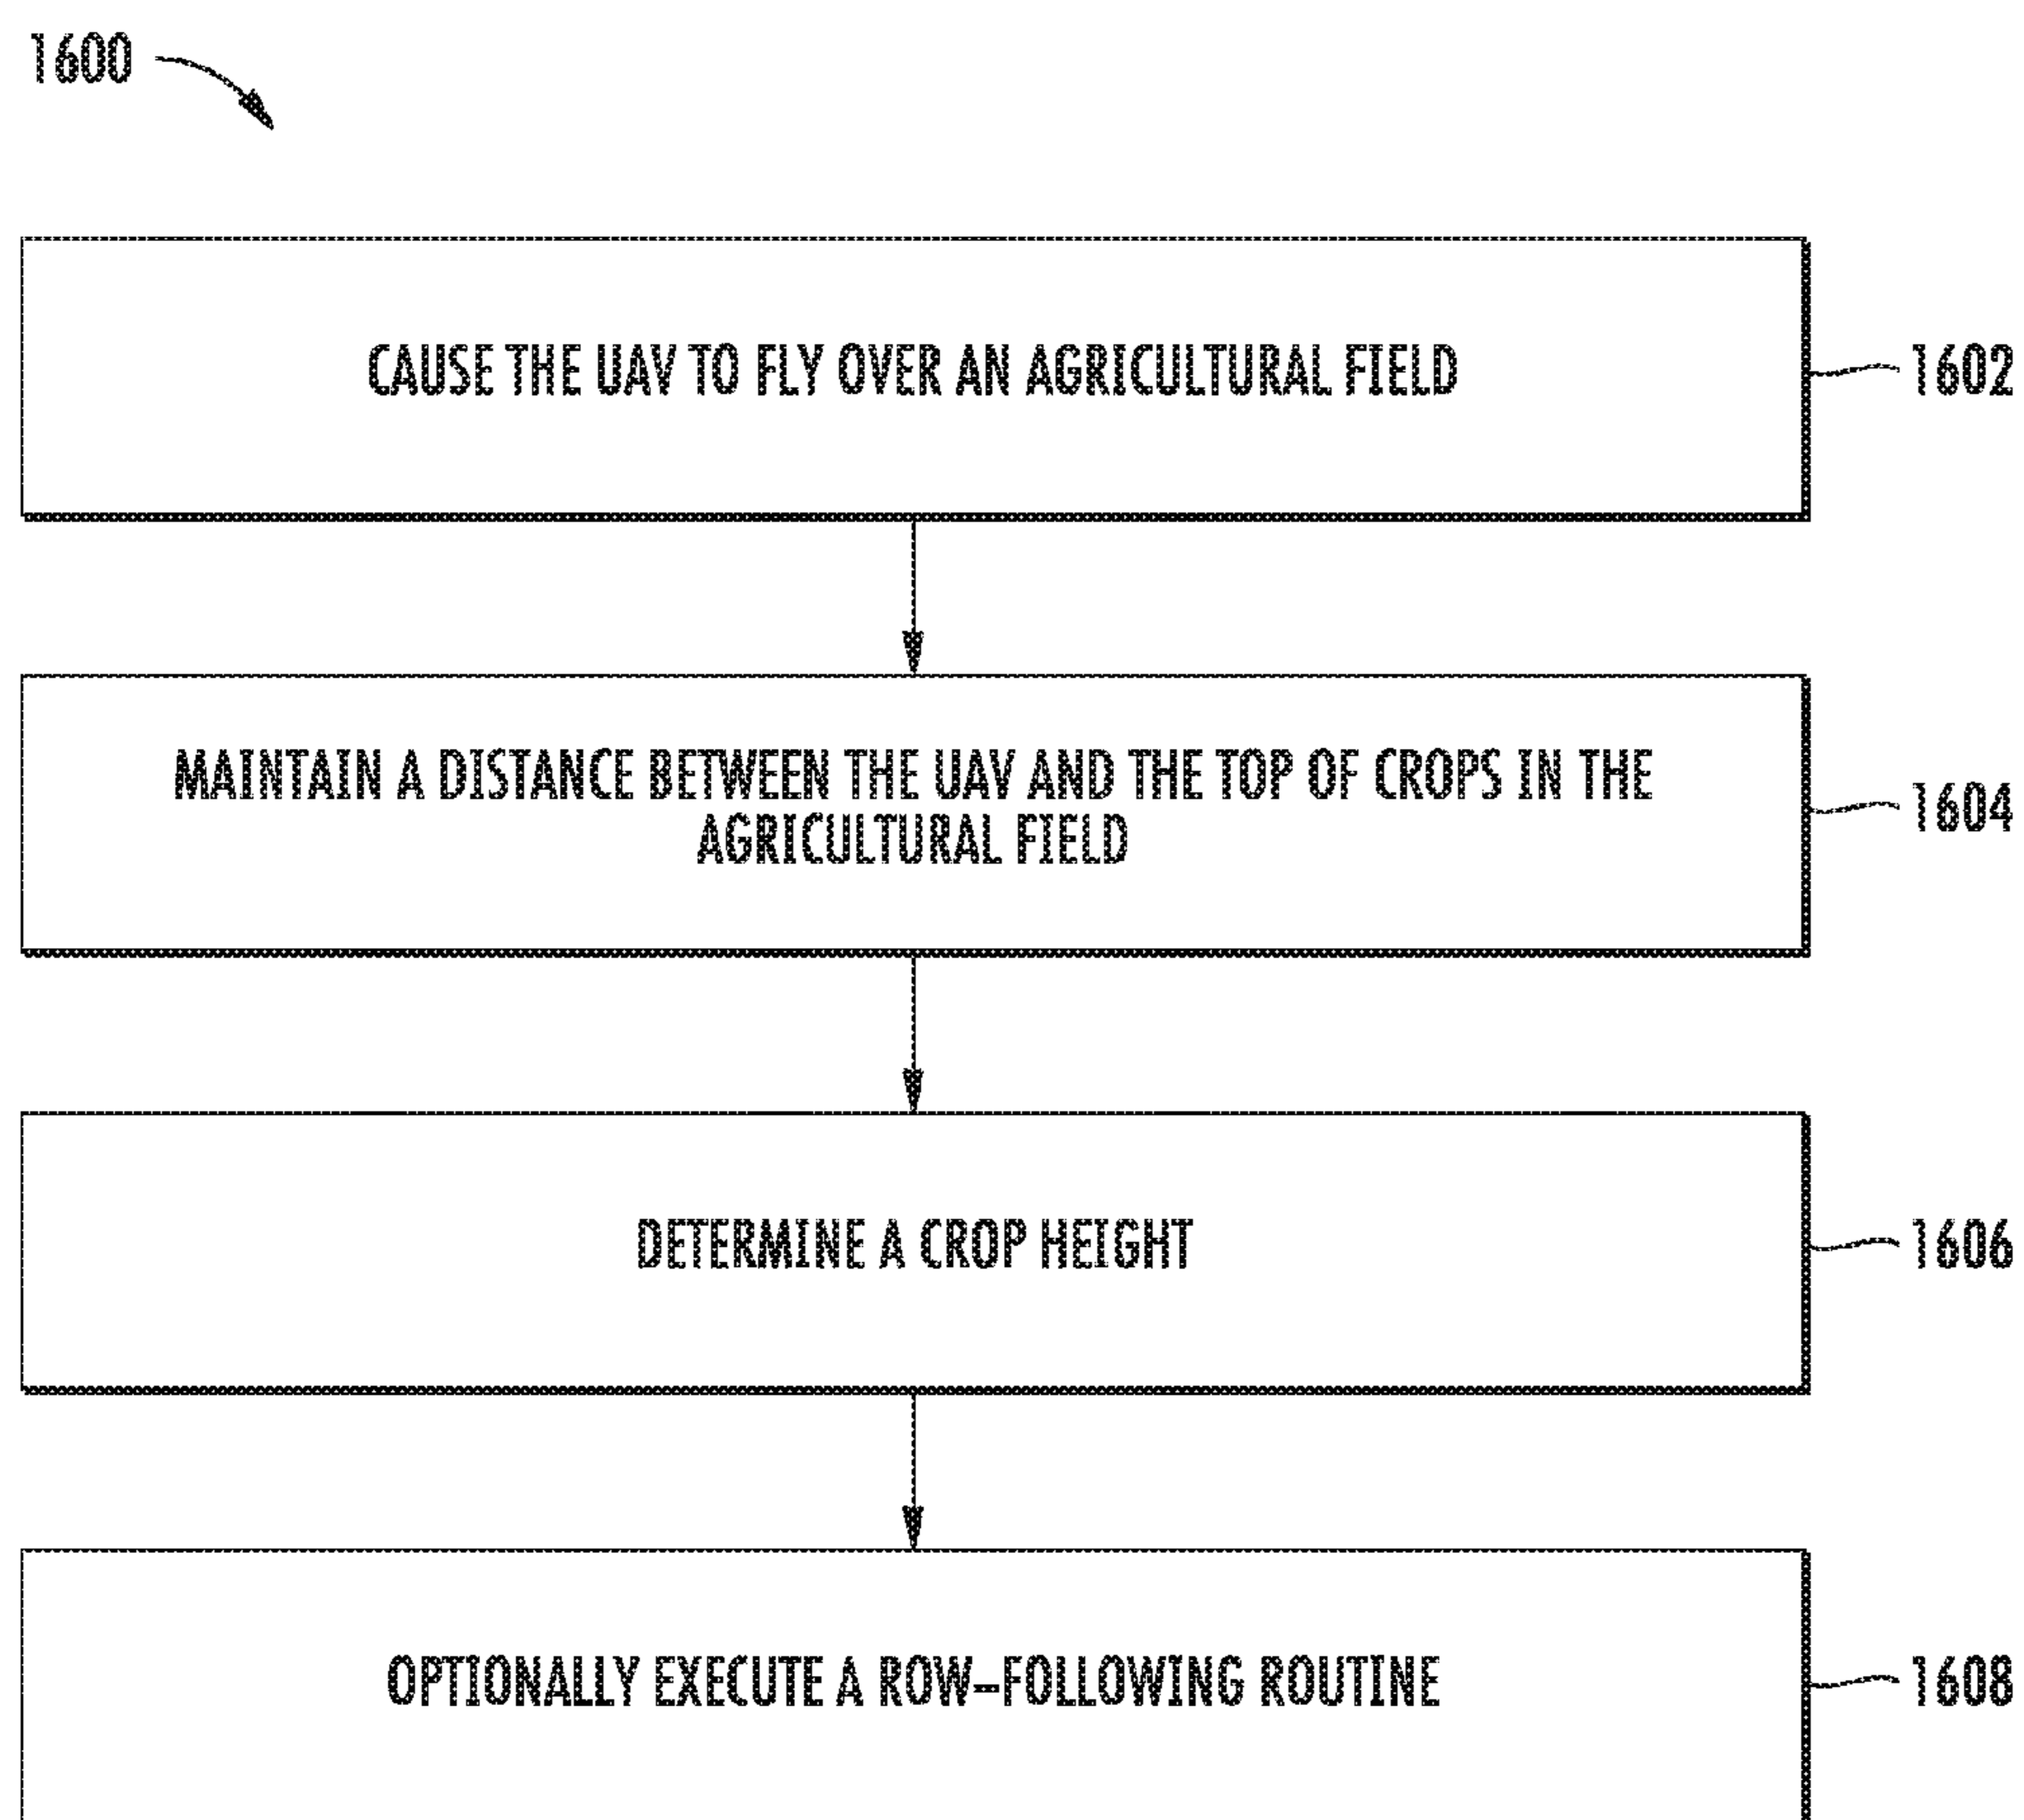 1600
CAUSE THE UAV TO FLY OVER AN AGRICULTURAL FIELD
1602
MAINTAIN A DISTANCE BETWEEN THE UAV AND THE TOP OF CROPS IN THE
AGRICULTURAL FIELD
1604
DETERMINE A CROP HEIGHT
1606
OPTIONALLY EXECUTE A ROW–FOLLOWING ROUTINE
1608